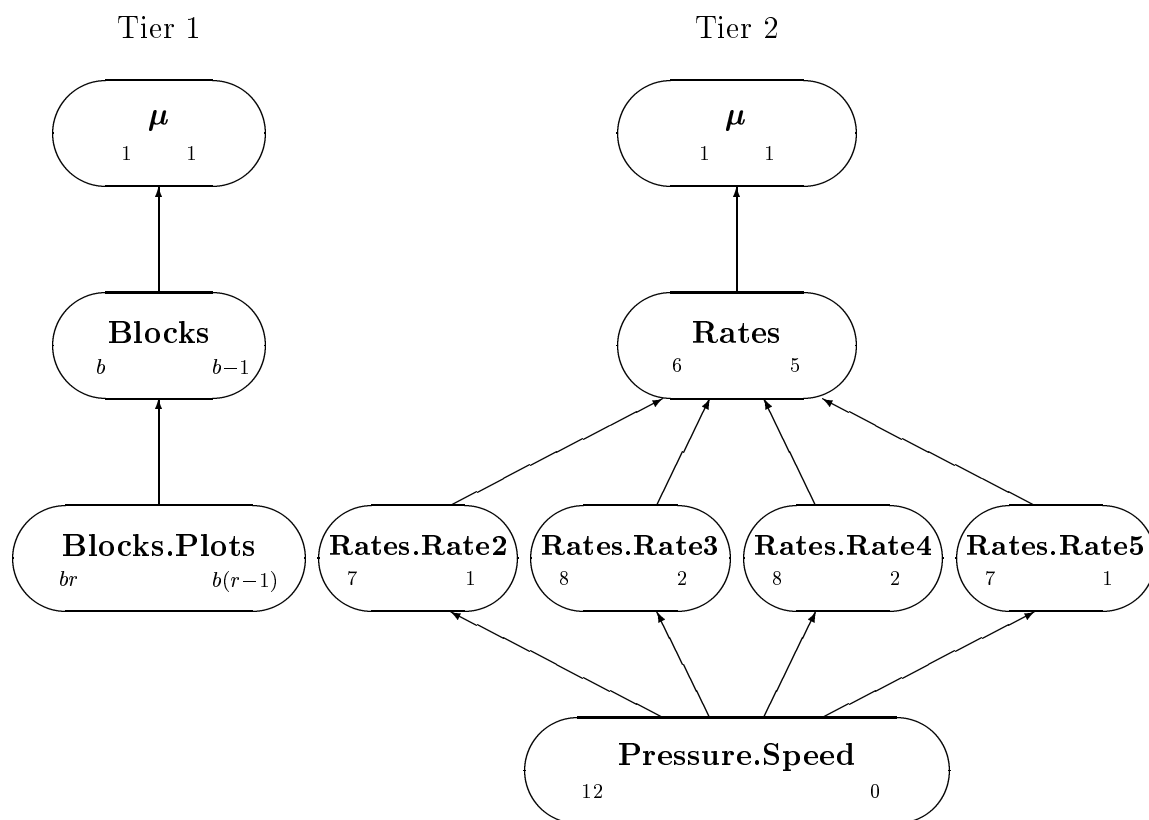 Tier 1 Tier 2
μ μ
1 1 1 1
Blocks Rates
b b−1 6 5
Blocks.Plots Rates.Rate2 Rates.Rate3 Rates.Rate4 Rates.Rate5
br b(r−1) 7 1 8 2 8 2 7 1
Pressure.Speed
12 0